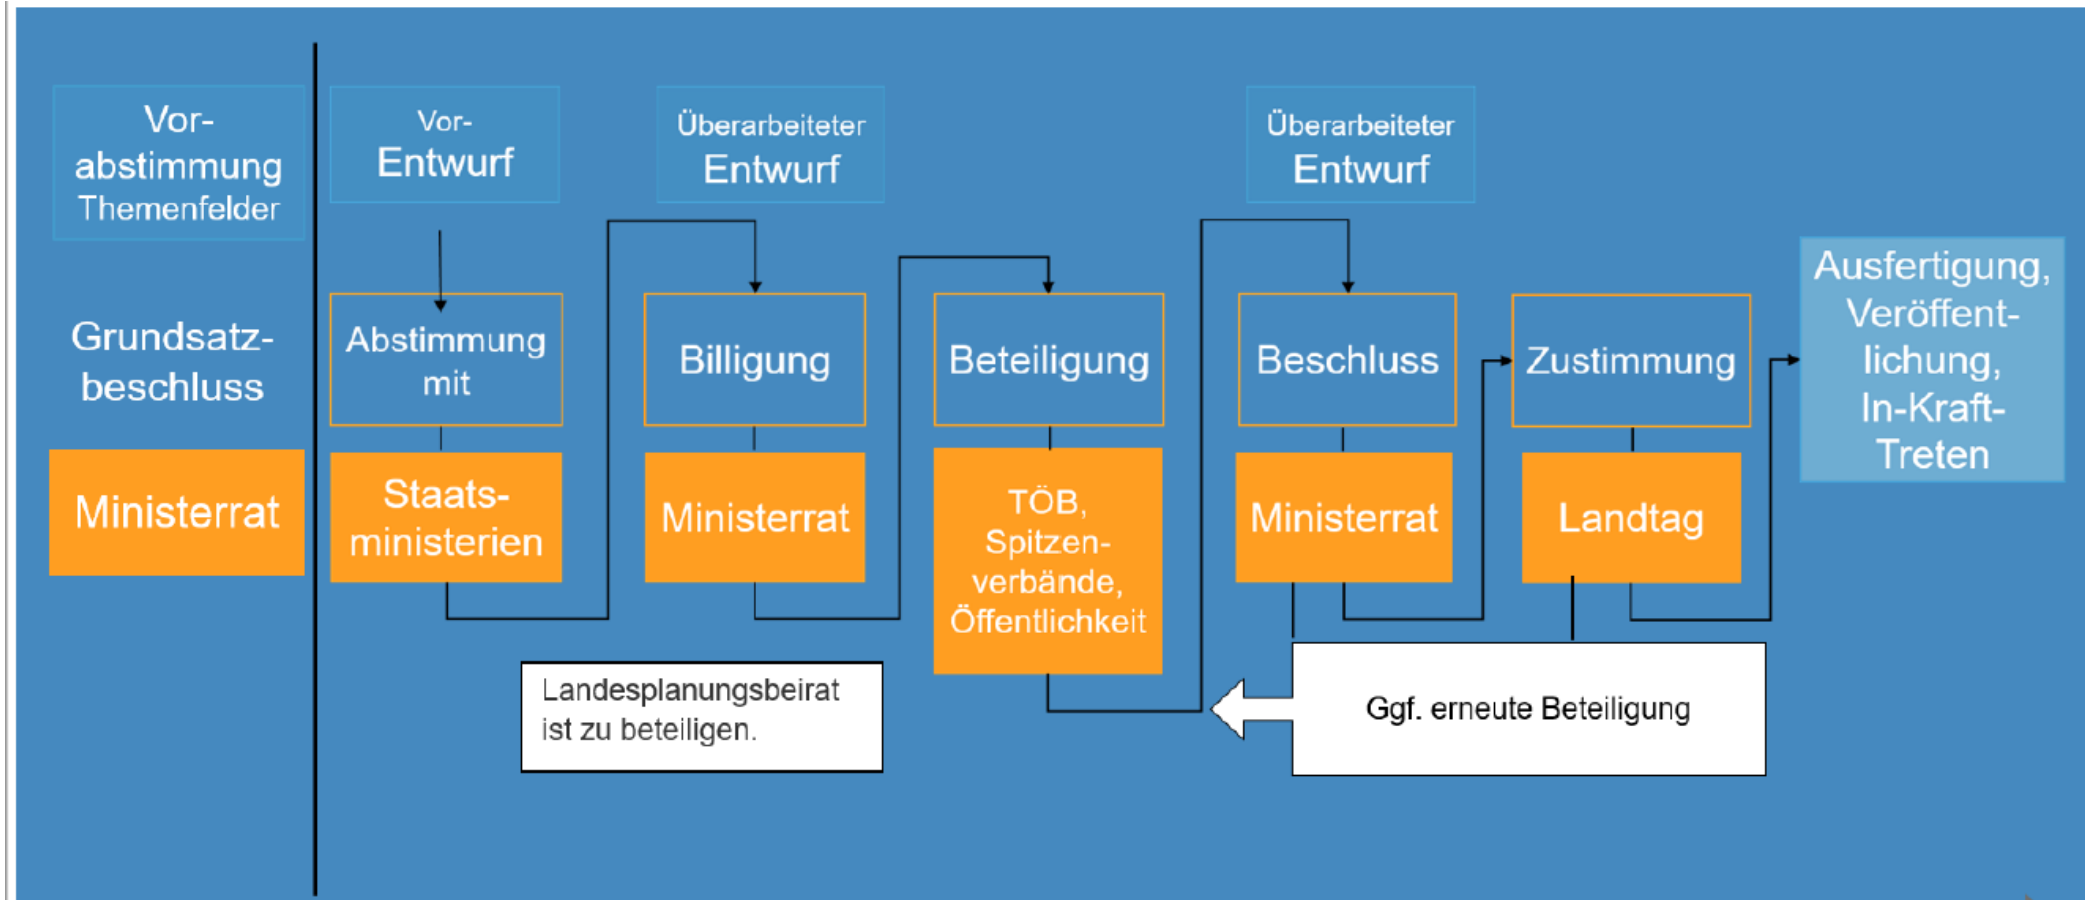 Vor-
abstimmung
Themenfelder
Grundsatz-
beschluss
Ministerrat
Vor-
Entwurf
Abstimmung
mit
Staats-
ministerien
Überarbeiteter
Entwurf
Billigung
Ministerrat
Landesplanungsbeirat
ist zu beteiligen.
Beteiligung
TÖB,
Spitzen-
verbände,
Öffentlichkeit
Überarbeiteter
Entwurf
Beschluss
Ministerrat
Zustimmung
Landtag
Ggf. erneute Beteiligung
Ausfertigung,
Veröffent-
lichung,
In-Kraft-
Treten